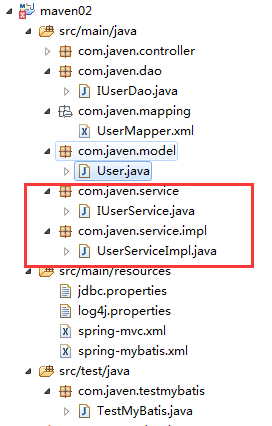 maven02
src/main/java
com.javen.controller
com.javen.dao
IUserDao.java
com.javen.mapping
UserMapper.xml
com.javen.model
User.java
com.javen.service
IUserService.java
com.javen.service.impl
UserServiceImpl.java
src/main/resources
jdbc.properties
log4j.properties
spring-mvc.xml
spring-mybatis.xml
src/test/java
com.javen.testmybatis
TestMyBatis.java